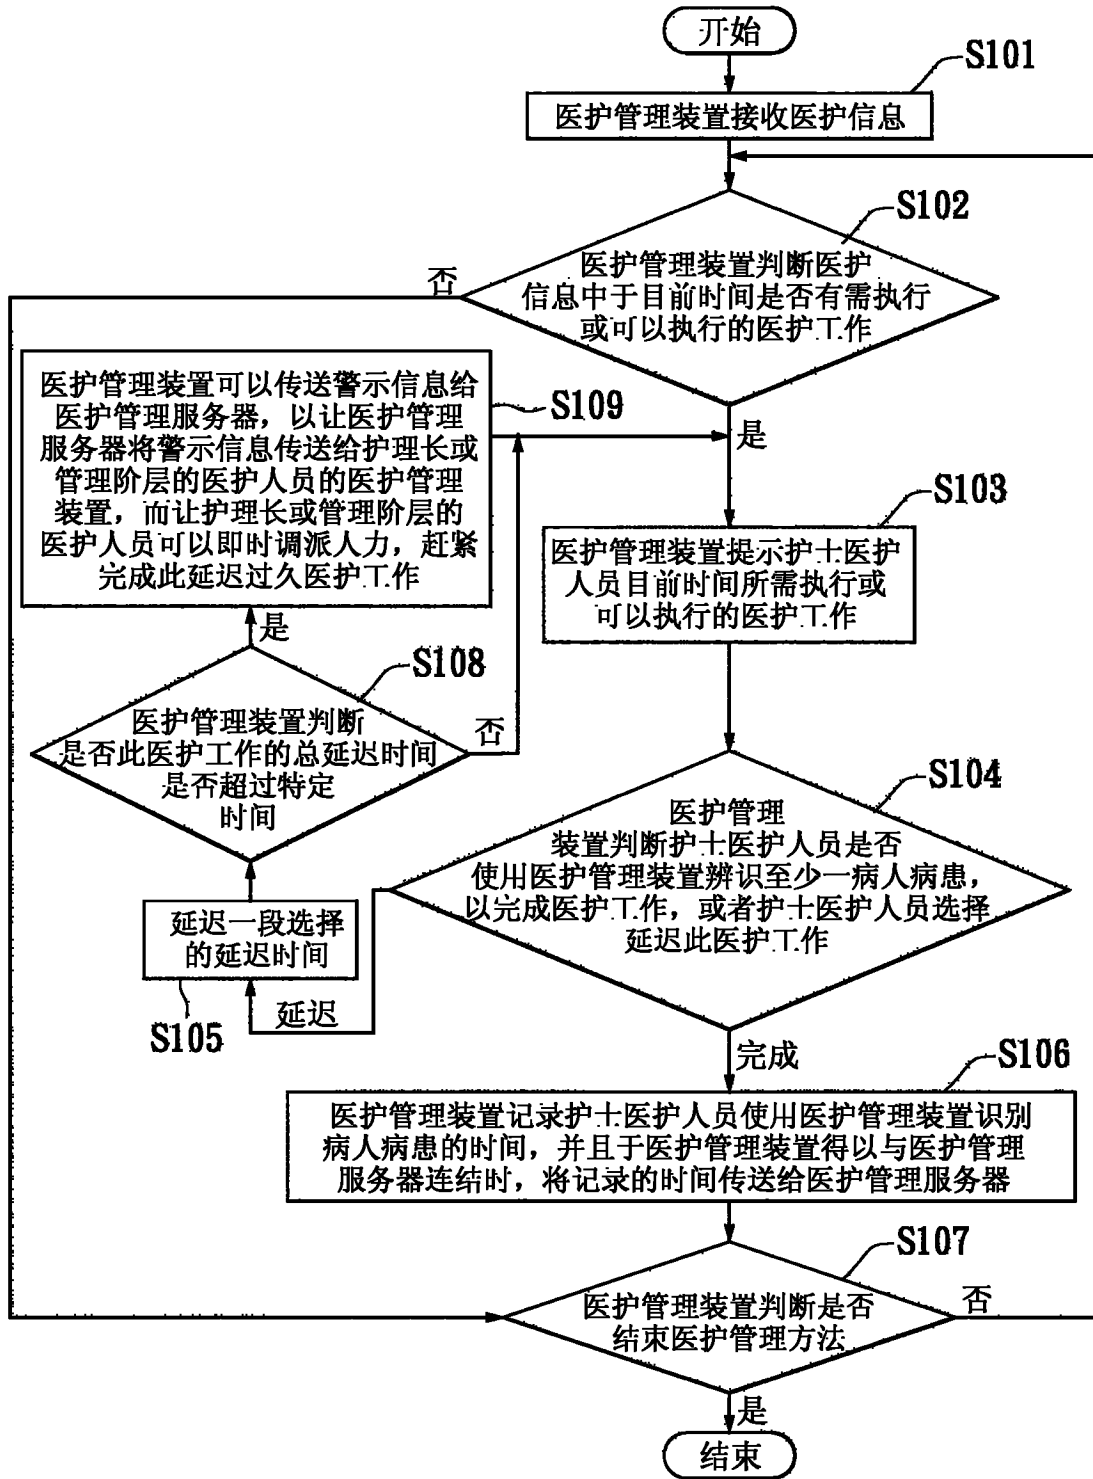 开始
S101
医护管理装置接收医护信息
S102
医护管理装置判断医护
信息中于目前时间是否有需执行
或可以执行的医护工作
否
是
医护管理装置可以传送警示信息给
医护管理服务器，以让医护管理
服务器将警示信息传送给护理长或
管理阶层的医护人员的医护管理
装置，而让护理长或管理阶层的
医护人员可以即时调派人力，赶紧
完成此延迟过久医护工作
S109
S103
医护管理装置提示护士医护
人员目前时间所需执行或
可以执行的医护工作
是
S108
医护管理装置判断
是否此医护工作的总延迟时间
是否超过特定
时间
否
S104
医护管理
装置判断护士医护人员是否
使用医护管理装置辨识至少一病人病患，
以完成医护工作，或者护士医护人员选择
延迟此医护工作
延迟一段选择
的延迟时间
S105
延迟
完成
S106
医护管理装置记录护士医护人员使用医护管理装置识别
病人病患的时间，并且于医护管理装置得以与医护管理
服务器连结时，将记录的时间传送给医护管理服务器
S107
医护管理装置判断是否
结束医护管理方法
否
是
结束